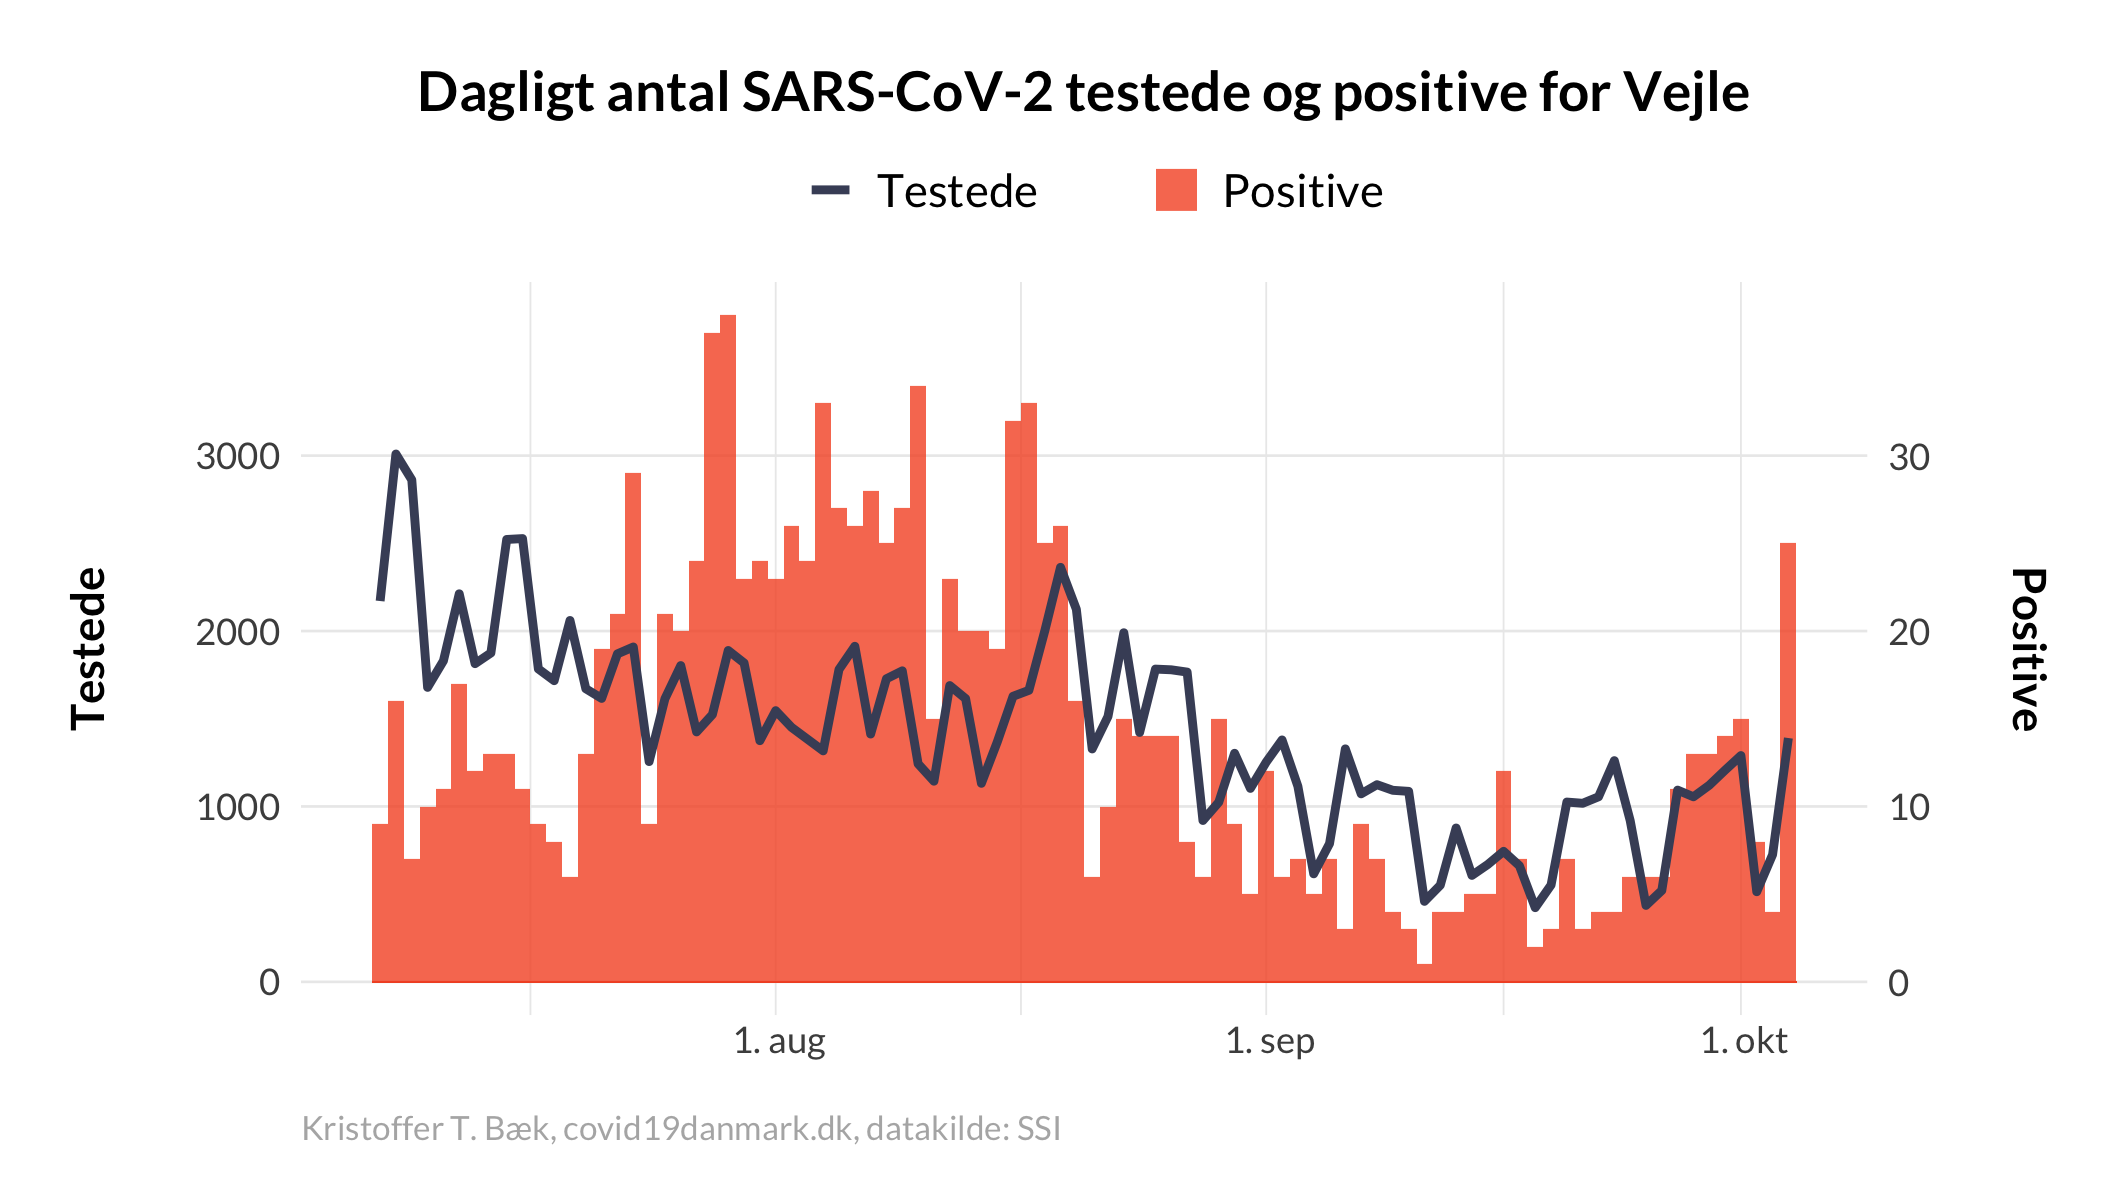 Dagligt antal SARS-CoV-2 testede og positive for Vejle
Testede
Positive
3000
2000
1000
0
30
20
10
0
Testede
Positive
1. aug
1. sep
1. okt
Kristoffer T. Bæk, covid19danmark.dk, datakilde: SSI